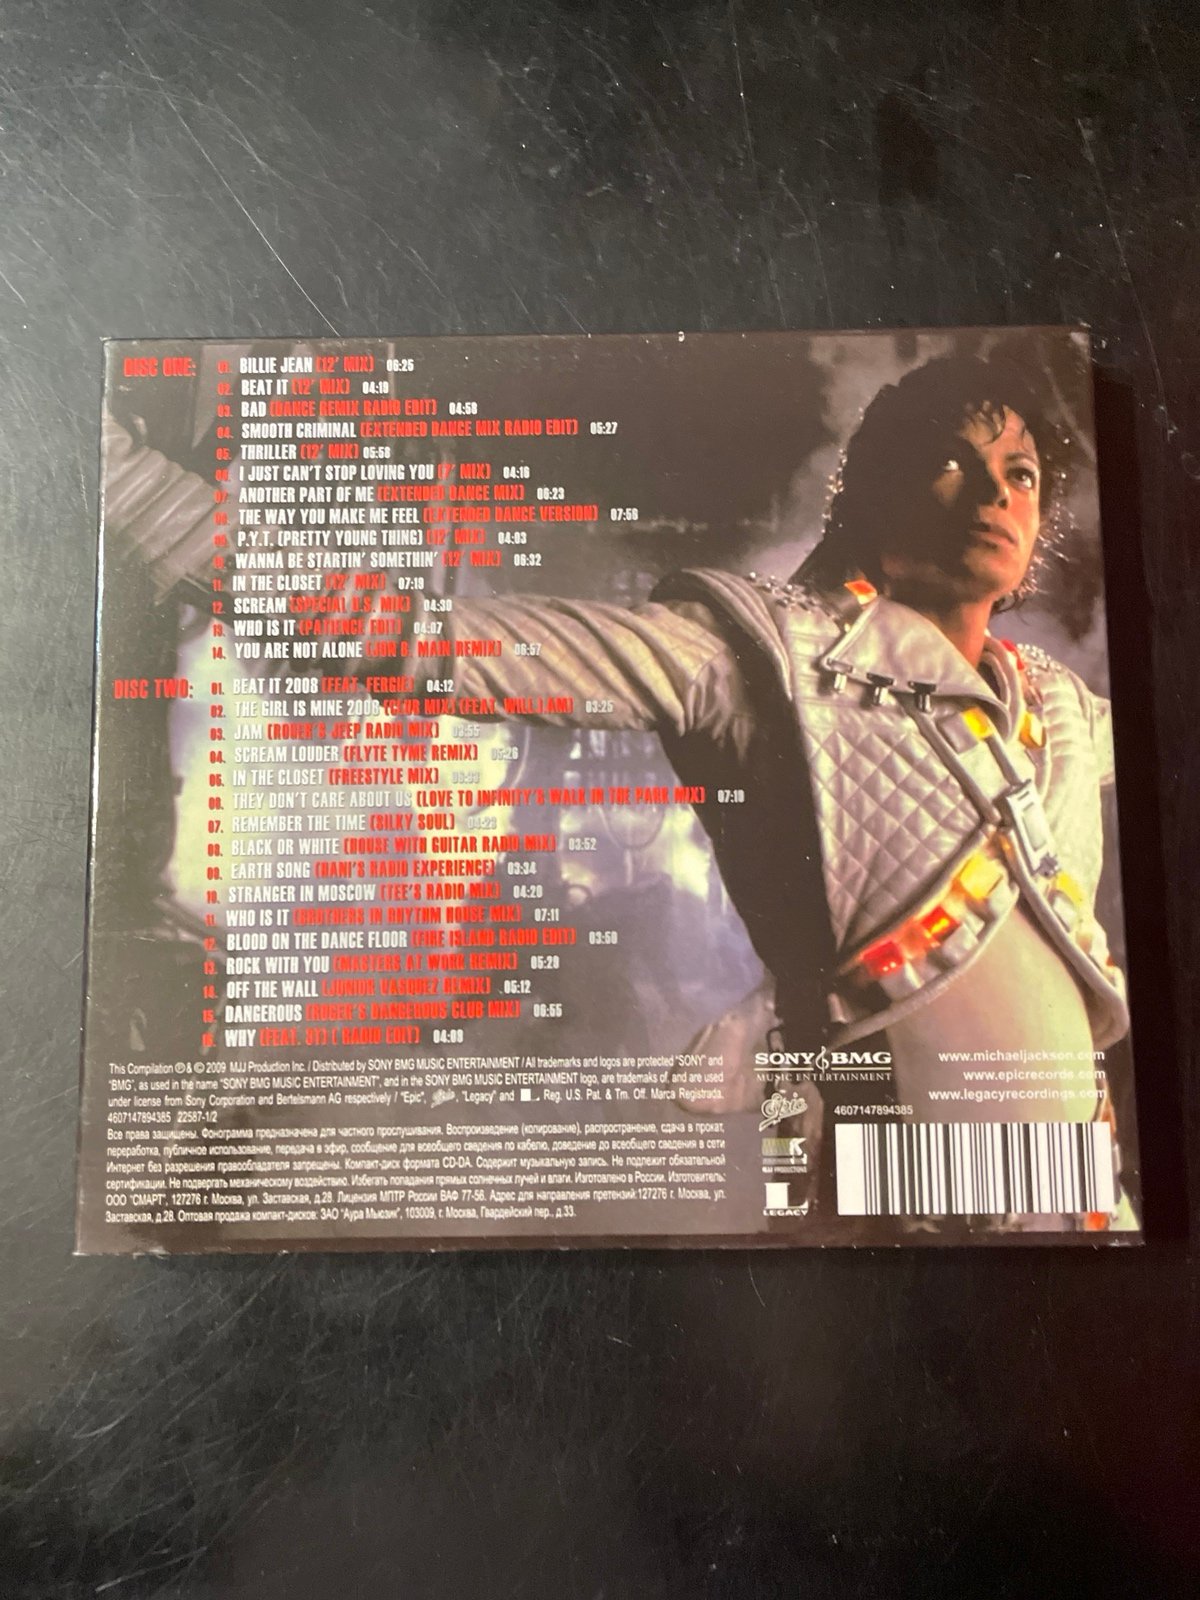 DISC ONE: 01. BILLIE JEAN (12' MIX) 06:25
02. BEAT IT (12' MIX) 04:19
03. BAD (DANCE REMIX RADIO EDIT) 04:58
04. SMOOTH CRIMINAL (EXTENDED DANCE MIX RADIO EDIT) 05:27
05. THRILLER (12' MIX) 05:58
06. I JUST CAN'T STOP LOVING YOU (7' MIX) 04:16
07. ANOTHER PART OF ME (EXTENDED DANCE MIX) 06:23
08. THE WAY YOU MAKE ME FEEL (EXTENDED DANCE VERSION) 07:56
09. P.Y.T. (PRETTY YOUNG THING) (12' MIX) 04:03
10. WANNA BE STARTIN' SOMETHIN' (12' MIX) 06:32
11. IN THE CLOSET (12' MIX) 07:19
12. SCREAM (SPECIAL U.S. MIX) 04:30
13. WHO IS IT (PATIENCE EDIT) 04:07
14. YOU ARE NOT ALONE (JON B. MAIN REMIX) 06:57
DISC TWO: 01. BEAT IT 2008 (FEAT. FERGIE) 04:12
02. THE GIRL IS MINE 2008 (CLUB MIX) (FEAT. WILL.I.AM) 03:25
03. JAM (ROGER'S JEEP RADIO MIX) 03:55
04. SCREAM LOUDER (FLYTE TYME REMIX) 05:26
05. IN THE CLOSET (FREESTYLE MIX) 06:33
06. THEY DON'T CARE ABOUT US (LOVE TO INFINITY'S WALK IN THE PARK MIX) 07:18
07. REMEMBER THE TIME (SILKY SOUL) 04:23
08. BLACK OR WHITE (HOUSE WITH GUITAR RADIO MIX) 03:52
09. EARTH SONG (HANI'S RADIO EXPERIENCE) 03:34
10. STRANGER IN MOSCOW (TEE'S RADIO MIX) 04:20
11. WHO IS IT (BROTHERS IN RHYTHM HOUSE MIX) 07:11
12. BLOOD ON THE DANCE FLOOR (FIRE ISLAND RADIO EDIT) 03:50
13. ROCK WITH YOU (MASTERS AT WORK REMIX) 05:29
14. OFF THE WALL (JUNIOR VASQUEZ REMIX) 05:12
15. DANGEROUS (ROGER'S DANGEROUS CLUB MIX) 06:55
16. WHY (FEAT. 3T) ( RADIO EDIT) 04:08
This Compilation ℗ & © 2009 MJJ Production Inc. / Distributed by SONY BMG MUSIC ENTERTAINMENT / All trademarks and logos are protected "SONY" and
"BMG", as used in the name "SONY BMG MUSIC ENTERTAINMENT", and in the SONY BMG MUSIC ENTERTAINMENT logo, are trademaks of, and are used
under license from Sony Corporation and Bertelsmann AG respectively / "Epic", Epic, "Legacy" and L Reg. U.S. Pat. & Tm. Off. Marca Registrada.
4607147894385 22587-1/2
Все права защищены. Фонограмма предназначена для частного прослушивания. Воспроизведение (копирование), распространение, сдача в прокат,
переработка, публичное использование, передача в эфир, сообщение для всеобщего сведения по кабелю, доведение до всеобщего сведения в сети
Интернет без разрешения правообладателя запрещены. Компакт-диск формата CD-DA. Содержит музыкальную запись. Не подлежит обязательной
сертификации. Не подвергать механическому воздействию. Избегать попадания прямых солнечных лучей и влаги. Изготовлено в России. Изготовитель:
ООО "СМАРТ", 127276 г. Москва, ул. Заставская, д.28. Лицензия МПТР России ВАФ 77-56. Адрес для направления претензий:127276 г. Москва, ул.
Заставская, д.28. Оптовая продажа компакт-дисков: ЗАО "Аура Мьюзик", 103009, г. Москва, Гвардейский пер., д.33.
SONY BMG
MUSIC ENTERTAINMENT
Epic
PRODUCTIONS
L
LEGACY
www.michaeljackson.com
www.epicrecords.com
www.legacyrecordings.com
4607147894385